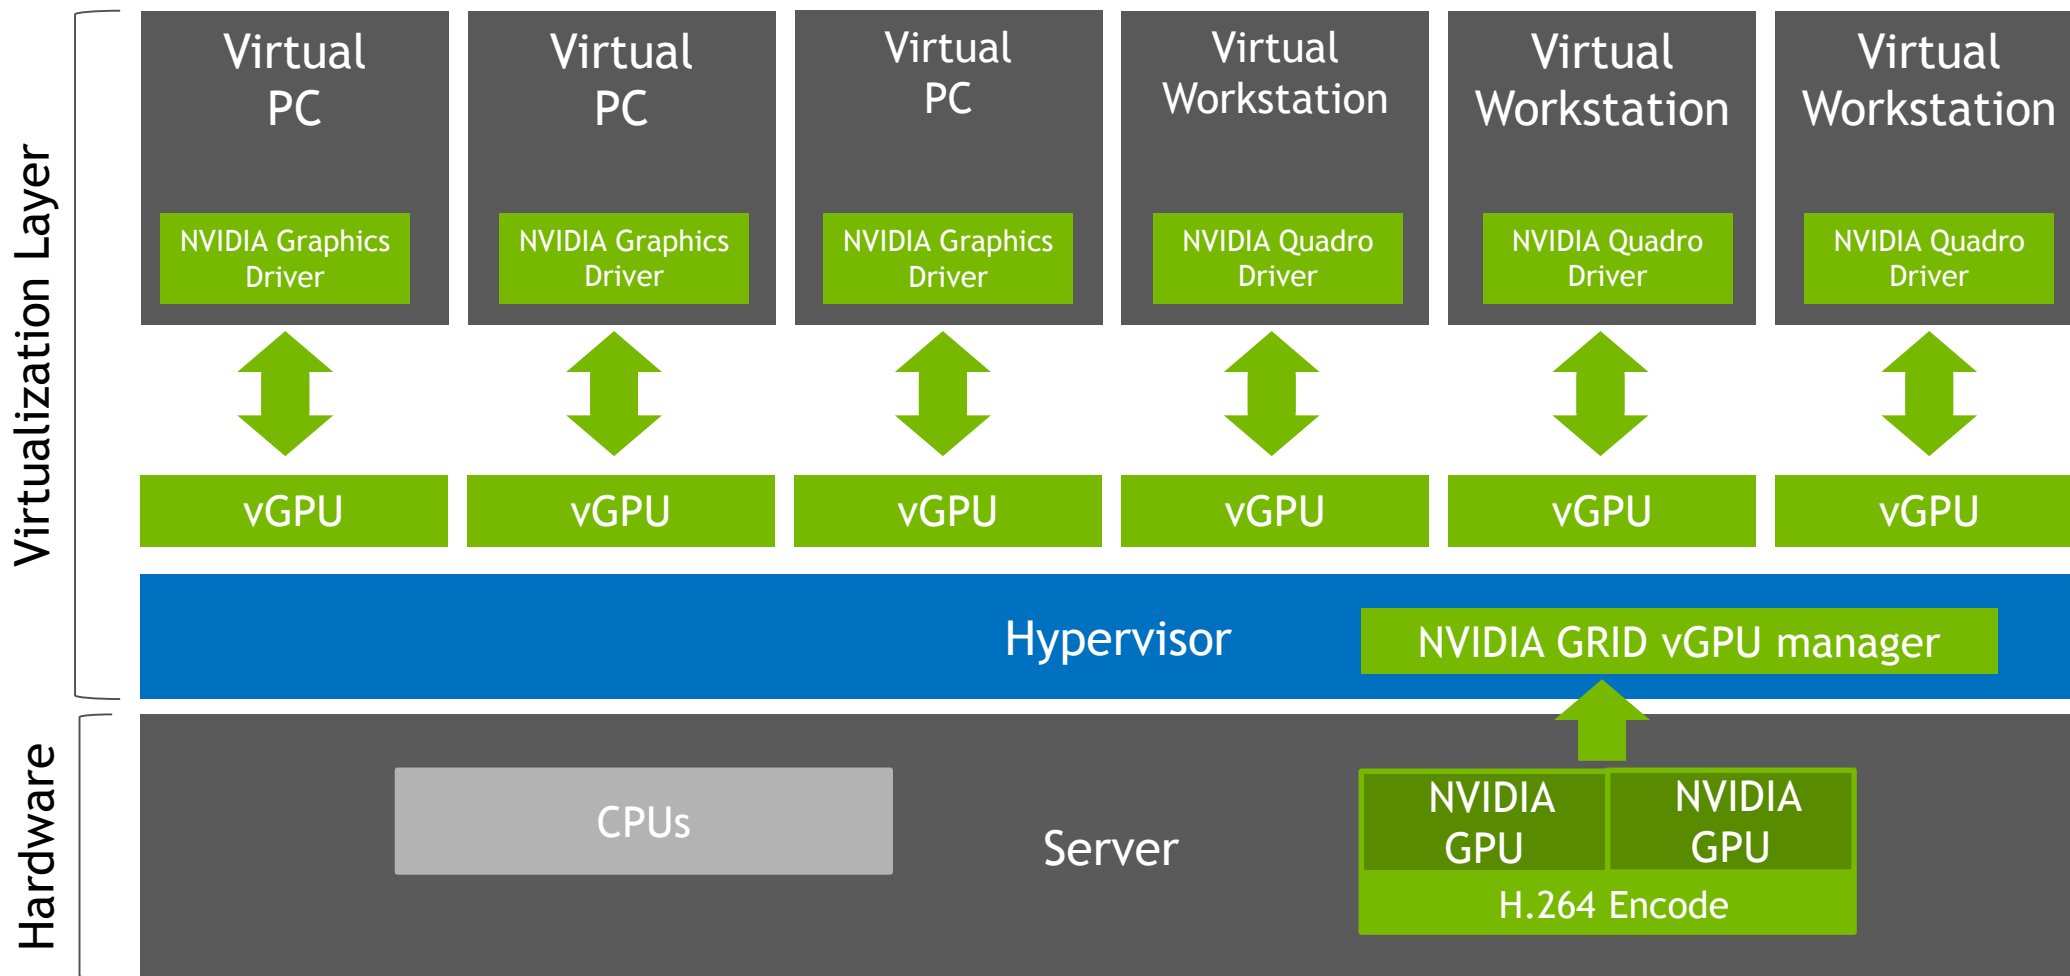 Virtualization Layer
Virtual
PC
NVIDIA Graphics
Driver
Virtual
PC
NVIDIA Graphics
Driver
Virtual
PC
NVIDIA Graphics
Driver
Virtual
Workstation
NVIDIA Quadro
Driver
Virtual
Workstation
NVIDIA Quadro
Driver
Virtual
Workstation
NVIDIA Quadro
Driver
vGPU
vGPU
vGPU
vGPU
vGPU
vGPU
Hypervisor
NVIDIA GRID vGPU manager
Hardware
CPUs
Server
NVIDIA
GPU
NVIDIA
GPU
H.264 Encode